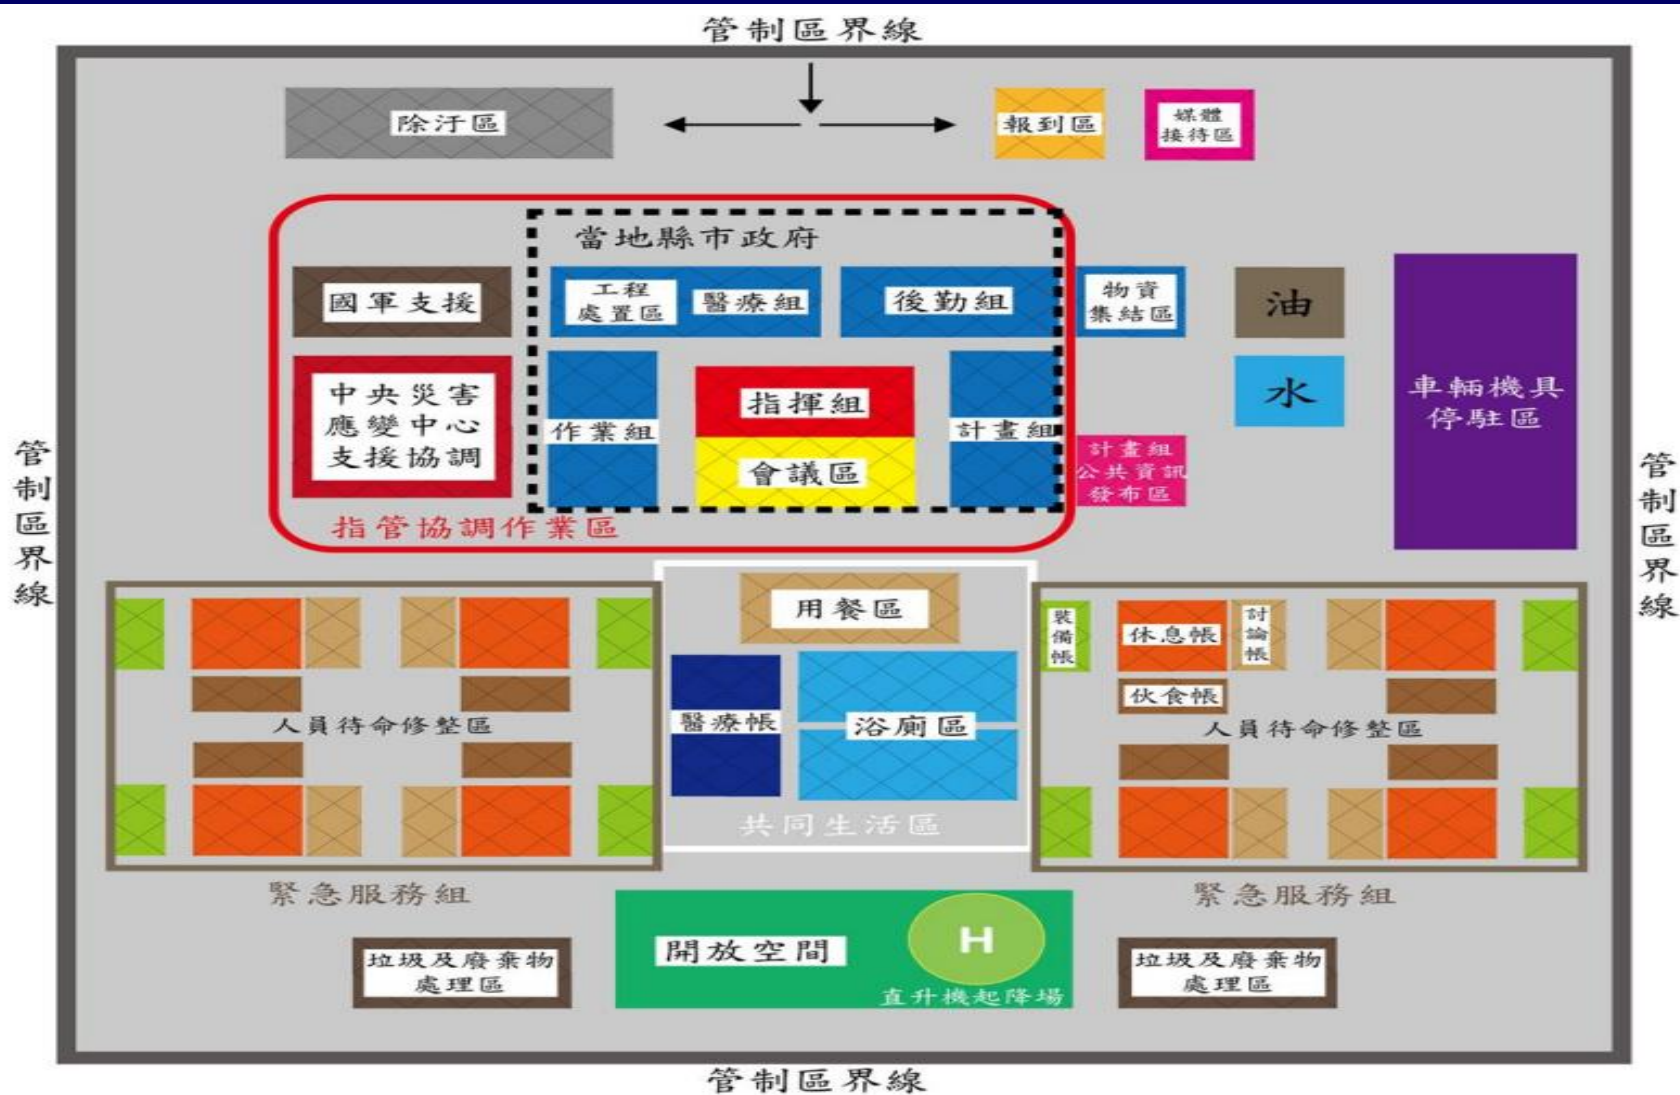 管制區界線
除汙區
報到區
媒體
接待區
當地縣市政府
國軍支援
工程
處置區
醫療組
後勤組
物資
集結區
油
中央災害
應變中心
支援協調
作業組
指揮組
會議區
計畫組
計畫組
公共資訊
發布區
水
車輛機具
停駐區
指管協調作業區
管制區界線
管制區界線
用餐區
醫療帳
浴廁區
共同生活區
裝備帳
休息帳
討論帳
伙食帳
人員待命修整區
人員待命修整區
緊急服務組
緊急服務組
垃圾及廢棄物
處理區
開放空間
H
直升機起降場
垃圾及廢棄物
處理區
管制區界線